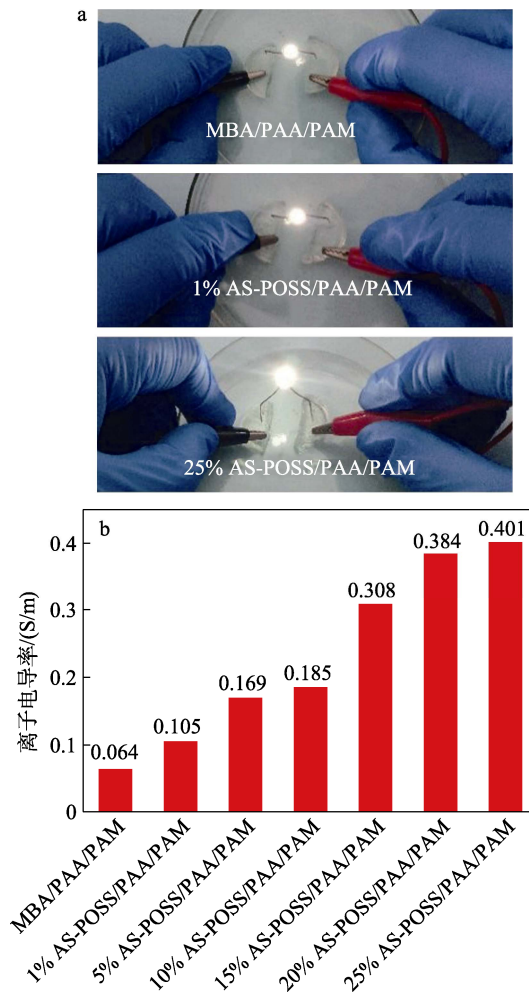 a
MBA/PAA/PAM
1% AS-POSS/PAA/PAM
25% AS-POSS/PAA/PAM
b
离子电导率/(S/m)
0.4
0.3
0.2
0.1
0
0.064
0.105
0.169
0.185
0.308
0.384
0.401
MBA/PAA/PAM
1% AS-POSS/PAA/PAM
5% AS-POSS/PAA/PAM
10% AS-POSS/PAA/PAM
15% AS-POSS/PAA/PAM
20% AS-POSS/PAA/PAM
25% AS-POSS/PAA/PAM